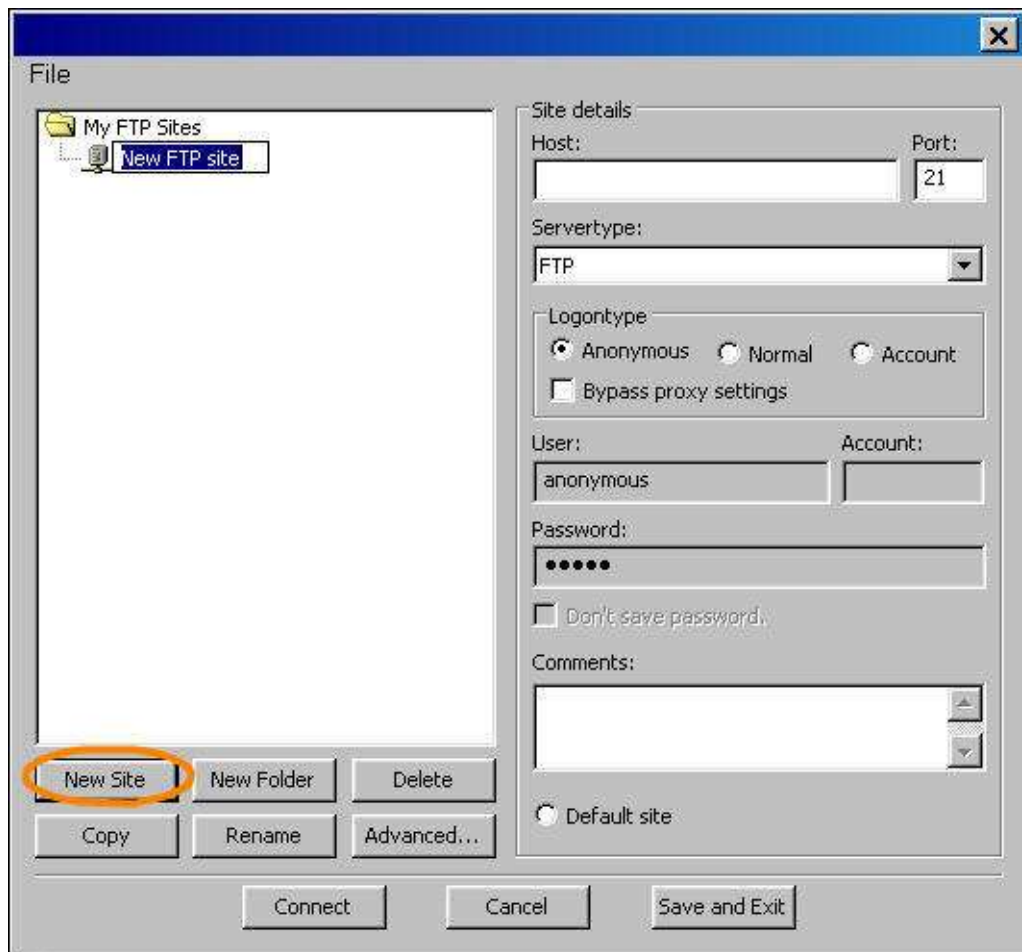 File
My FTP Sites
New FTP site
New Site New Folder Delete
Copy Rename Advanced...
Site details
Host: Port:
21
Servertype:
FTP
Logontype
Anonymous Normal Account
Bypass proxy settings
User: Account:
anonymous
Password:
•••••
Don't save password.
Comments:
Default site
Connect Cancel Save and Exit